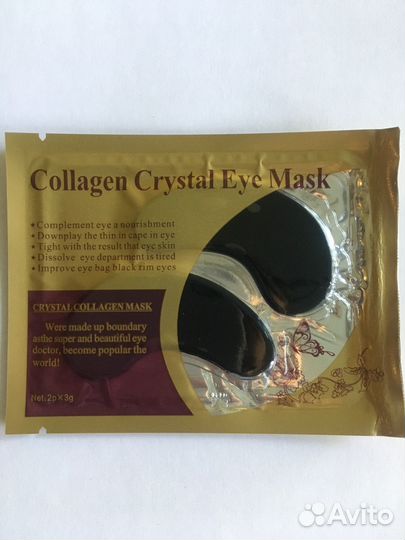 Collagen Crystal Eye Mask
• Complement eye a nourishment
• Downplay the thin in cape in eye
• Tight with the result that eye skin
• Dissolve eye department is tired
• Improve eye bag black rim eyes
CRYSTAL COLLAGEN MASK
Were made up boundary
asthe super and beautiful eye
doctor, become popular the
world!
Net.2p×3g
Avito